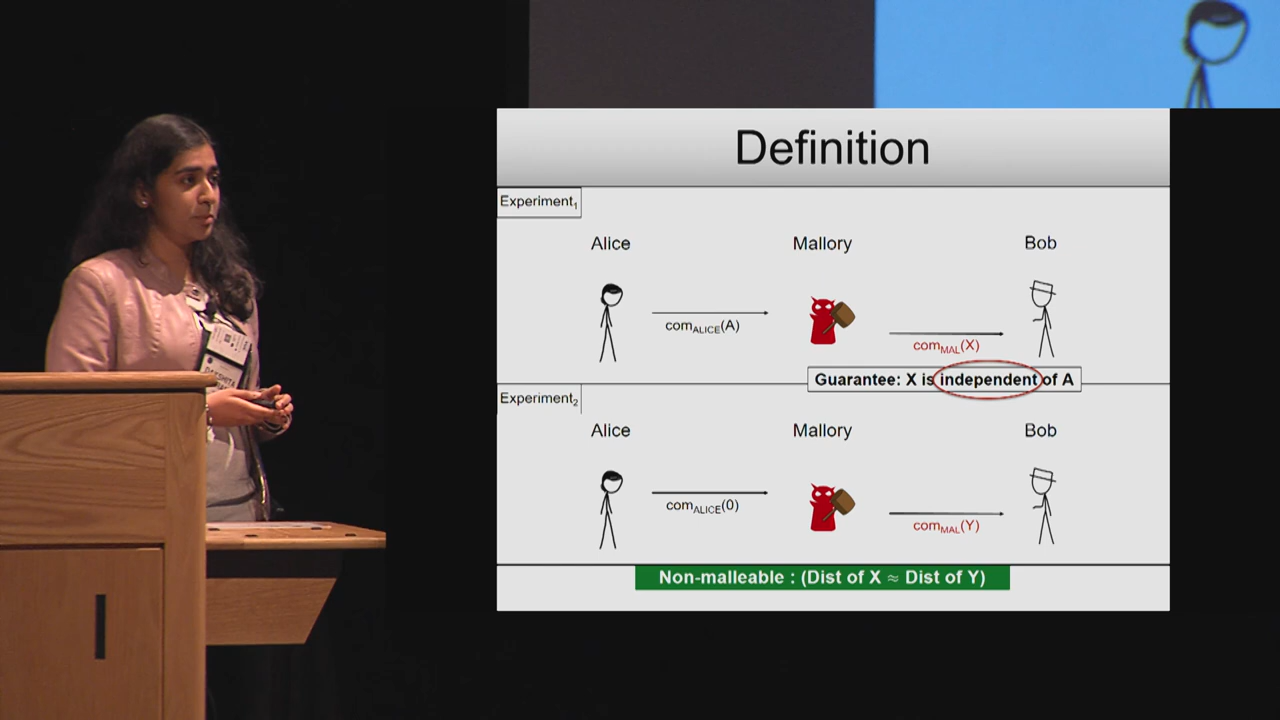 Definition
Experiment1
Alice Mallory Bob
comALICE(A)
comMAL(X)
Guarantee: X is independent of A
Experiment2
Alice Mallory Bob
comALICE(0)
comMAL(Y)
Non-malleable : (Dist of X ≈ Dist of Y)